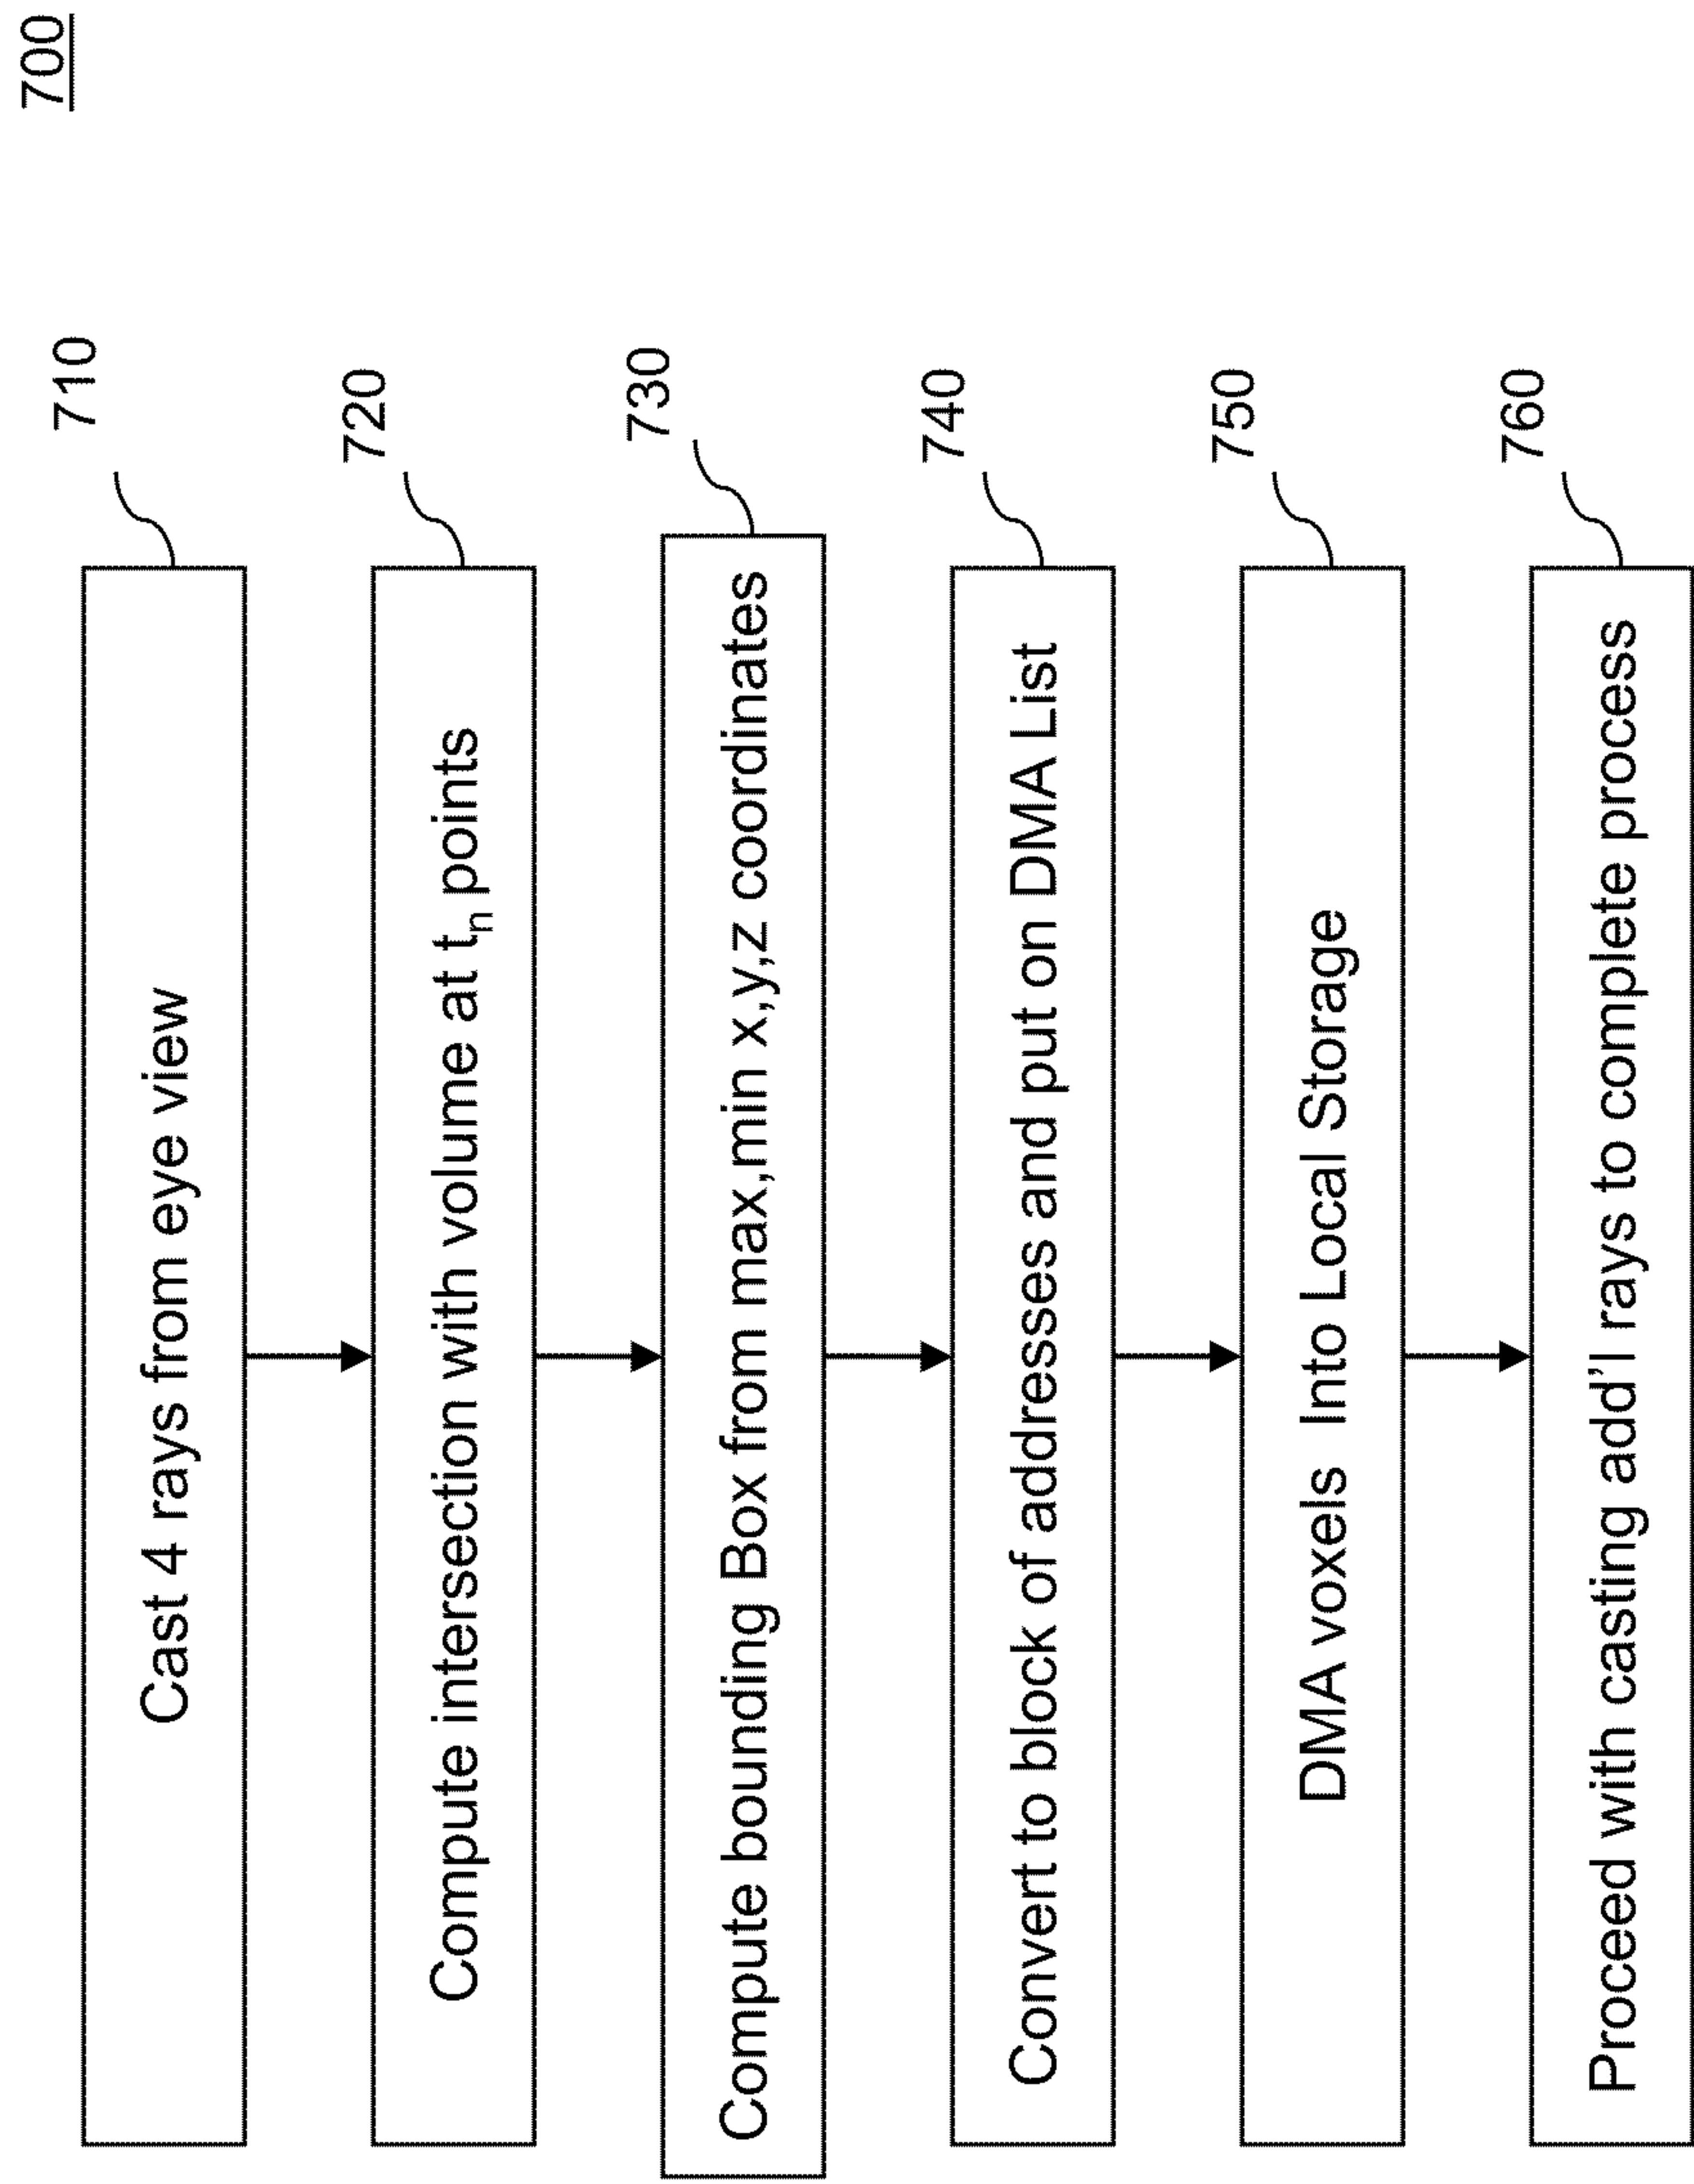 700
710
Cast 4 rays from eye view
720
Compute intersection with volume at tn points
730
Compute bounding Box from max,min x,y,z coordinates
740
Convert to block of addresses and put on DMA List
750
DMA voxels Into Local Storage
760
Proceed with casting add'l rays to complete process